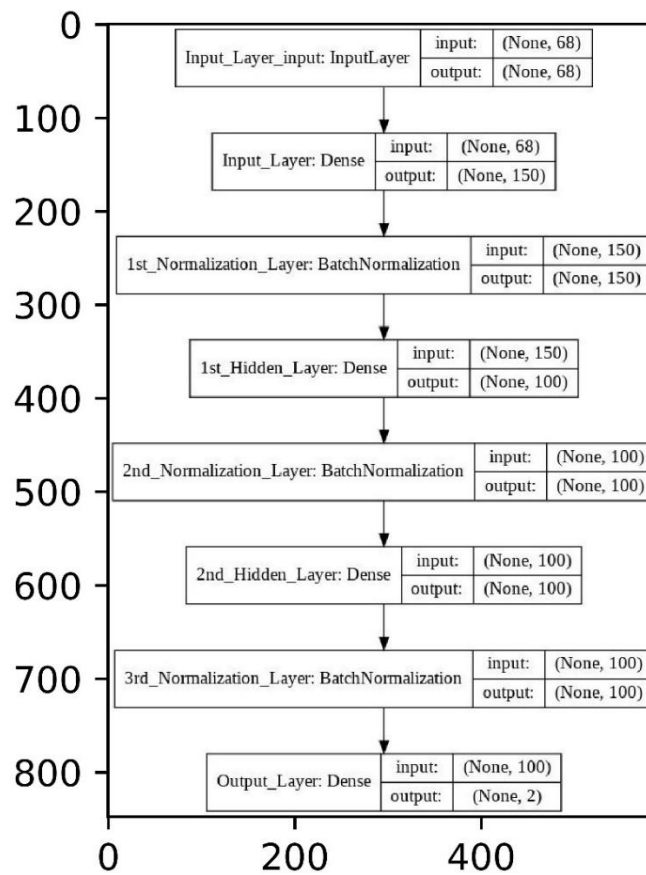 0
Input_Layer_input: InputLayer
input: (None, 68)
output: (None, 68)
100
Input_Layer: Dense
input: (None, 68)
output: (None, 150)
200
1st_Normalization_Layer: BatchNormalization
input: (None, 150)
output: (None, 150)
300
1st_Hidden_Layer: Dense
input: (None, 150)
output: (None, 100)
400
2nd_Normalization_Layer: BatchNormalization
input: (None, 100)
output: (None, 100)
500
2nd_Hidden_Layer: Dense
input: (None, 100)
output: (None, 100)
600
3rd_Normalization_Layer: BatchNormalization
input: (None, 100)
output: (None, 100)
700
Output_Layer: Dense
input: (None, 100)
output: (None, 2)
800
0 200 400